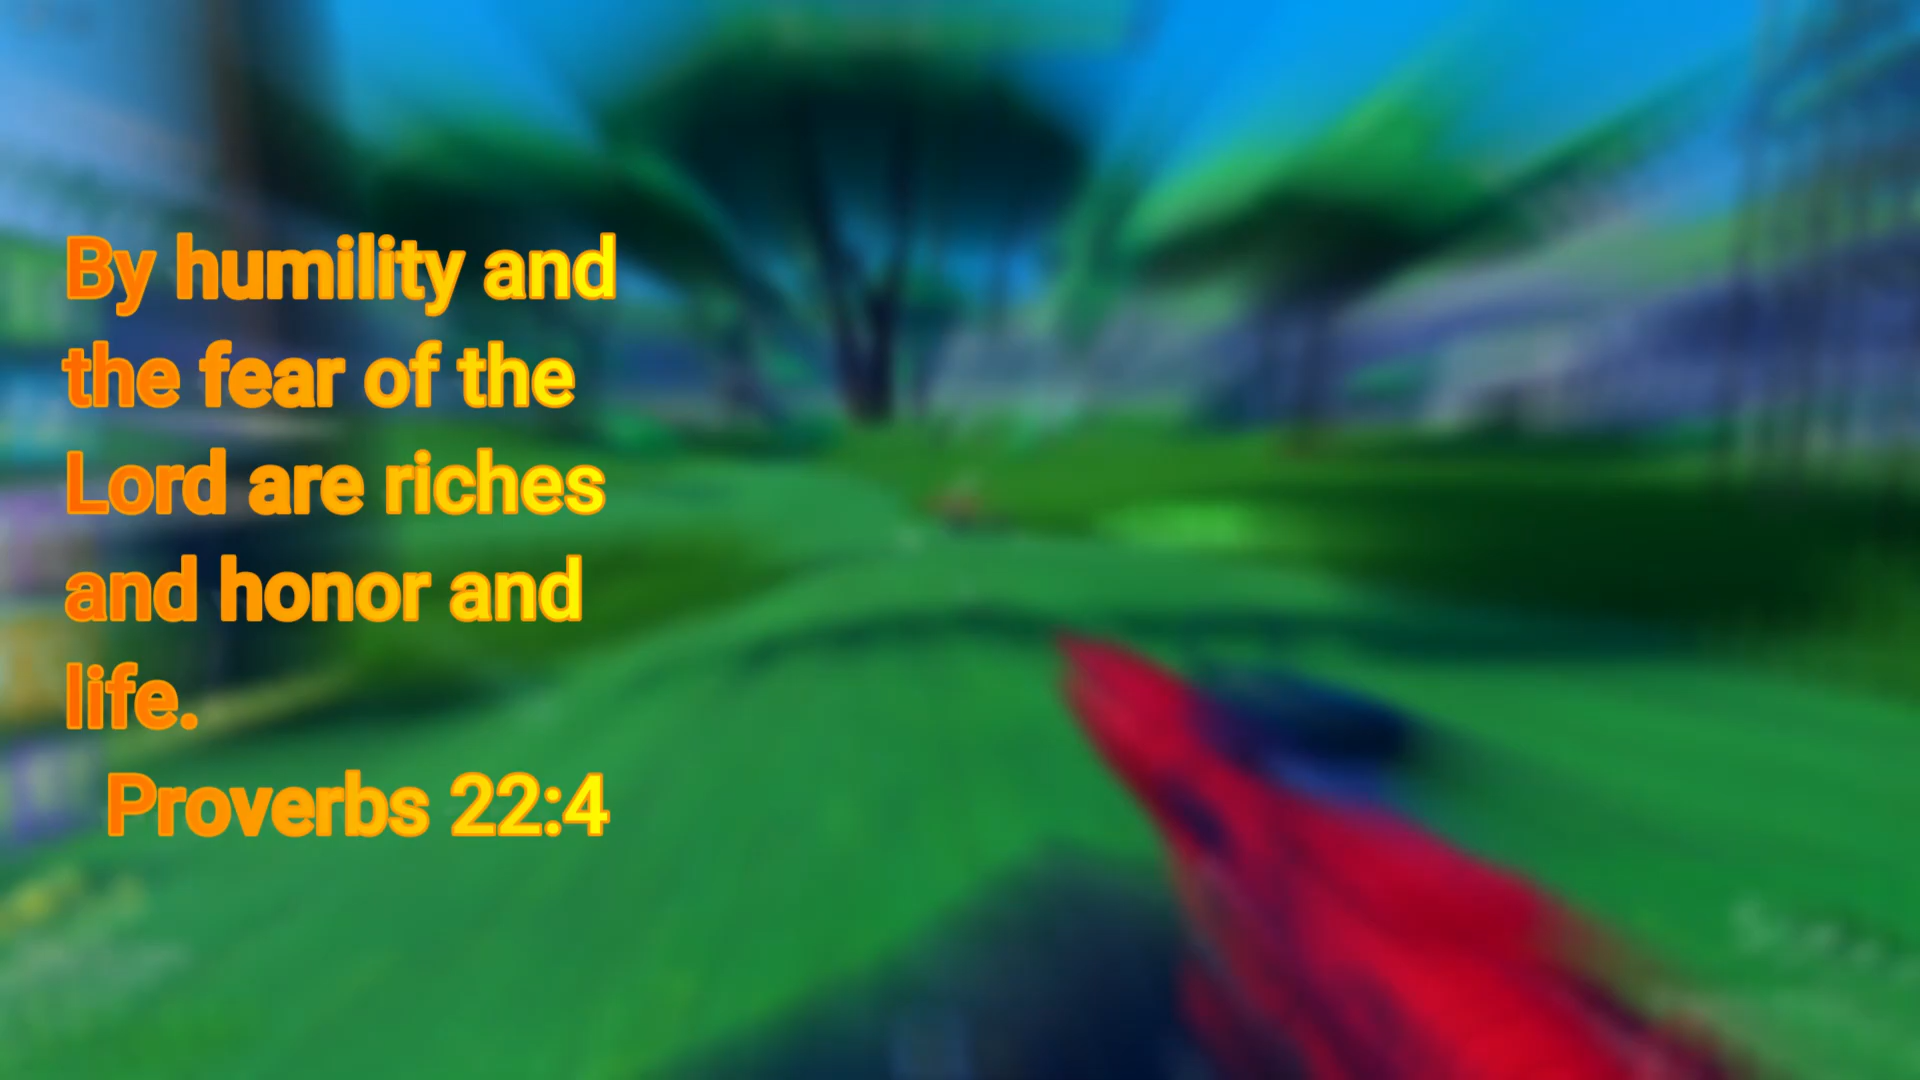 By humility and
the fear of the
Lord are riches
and honor and
life.
Proverbs 22:4